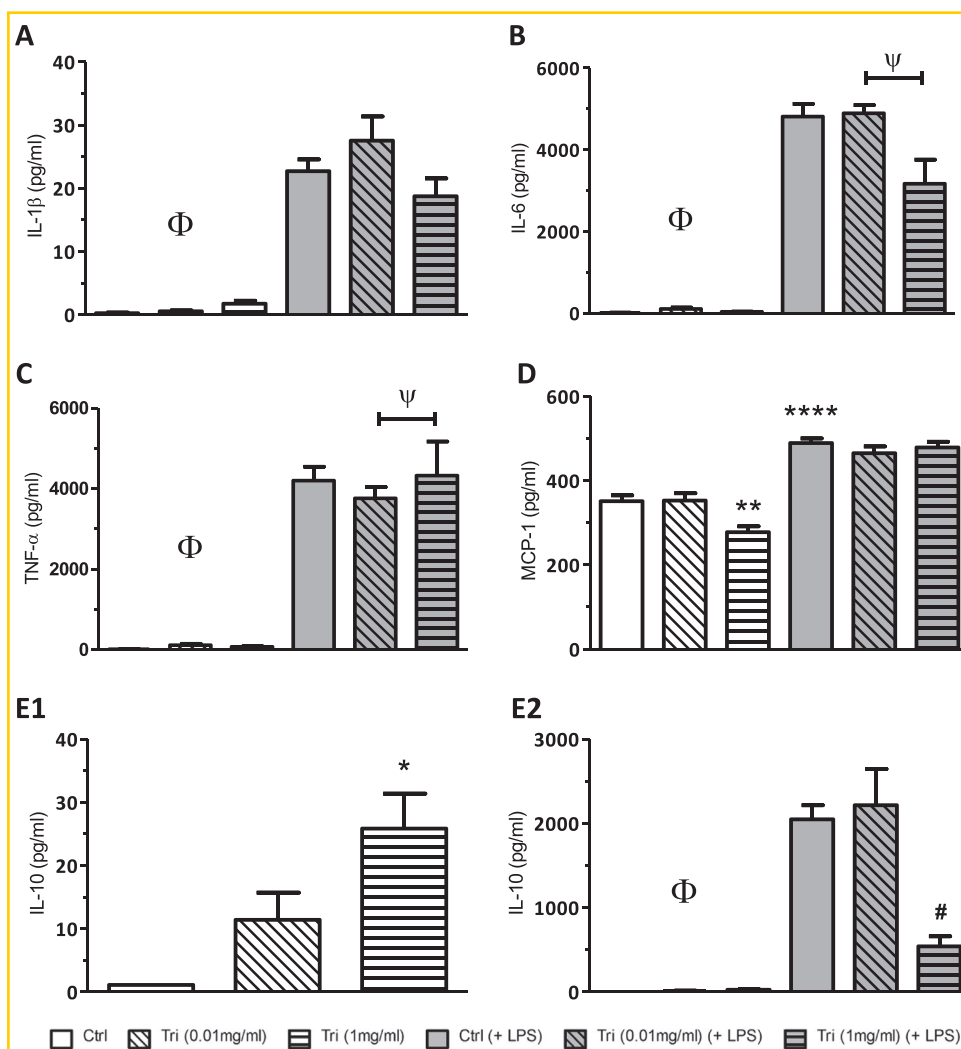 A
IL-1β (pg/ml)
40
30
20
10
0
Φ
B
IL-6 (pg/ml)
6000
4000
2000
0
Φ
ψ
C
TNF-α (pg/ml)
6000
4000
2000
0
Φ
ψ
D
MCP-1 (pg/ml)
600
400
200
0
**
****
E1
IL-10 (pg/ml)
40
30
20
10
0
*
E2
IL-10 (pg/ml)
3000
2000
1000
0
Φ
#
Ctrl Tri (0.01mg/ml) Tri (1mg/ml) Ctrl (+ LPS) Tri (0.01mg/ml) (+ LPS) Tri (1mg/ml) (+ LPS)